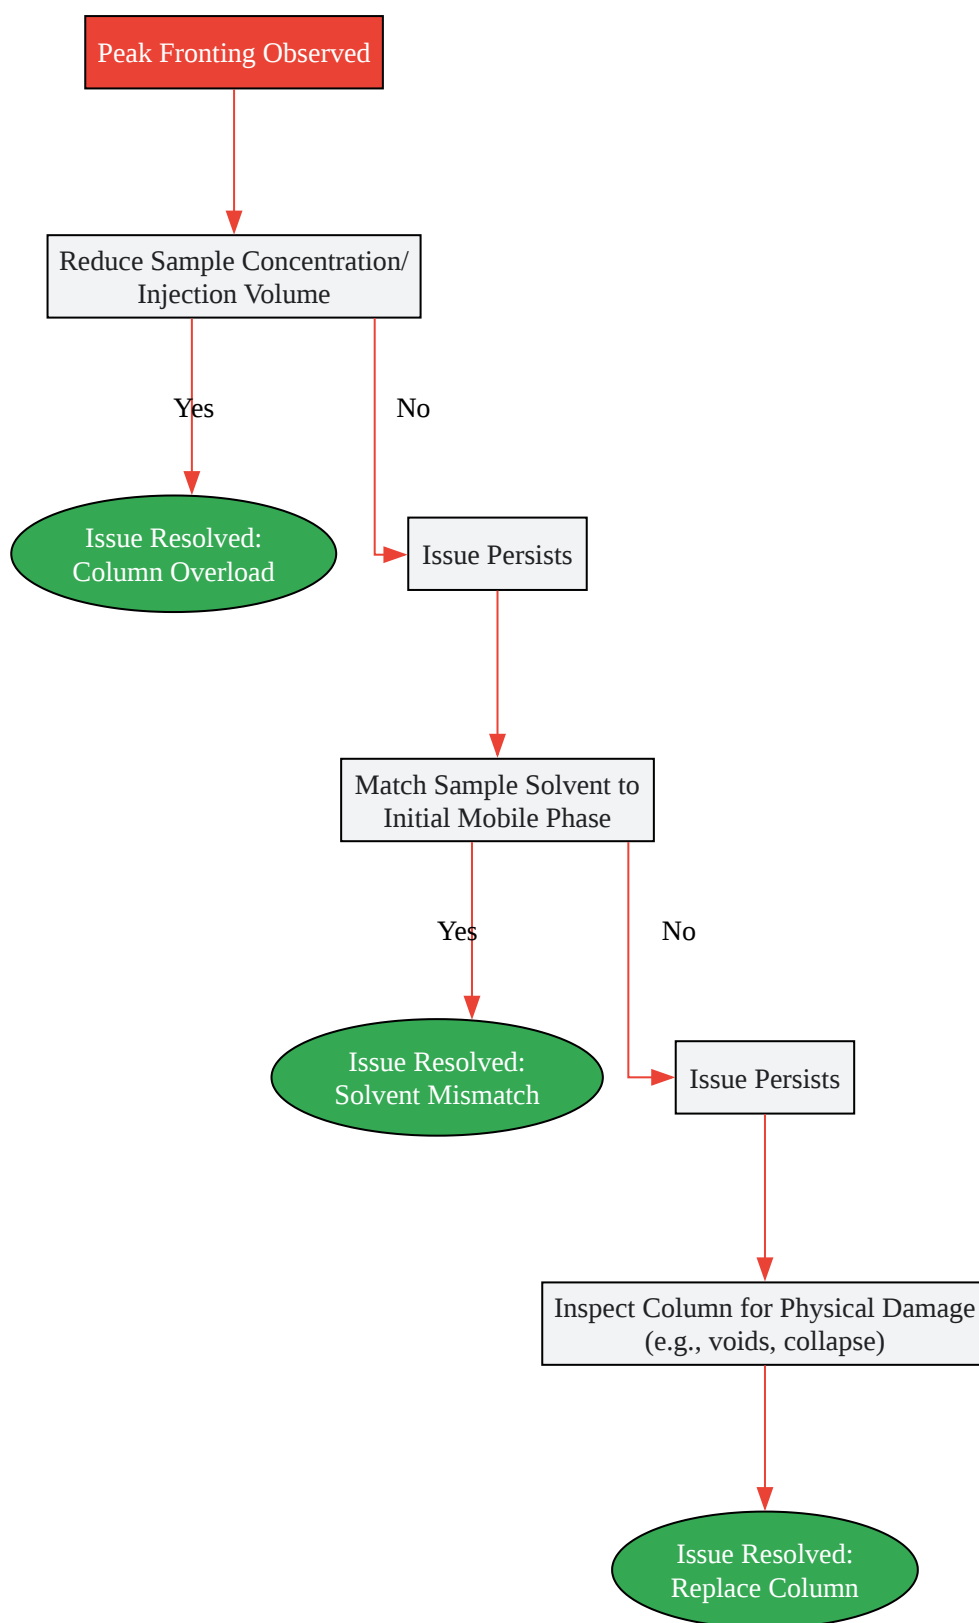 Peak Fronting Observed
Reduce Sample Concentration/
Injection Volume
Yes
No
Issue Resolved:
Column Overload
Issue Persists
Match Sample Solvent to
Initial Mobile Phase
Yes
No
Issue Resolved:
Solvent Mismatch
Issue Persists
Inspect Column for Physical Damage
(e.g., voids, collapse)
Issue Resolved:
Replace Column